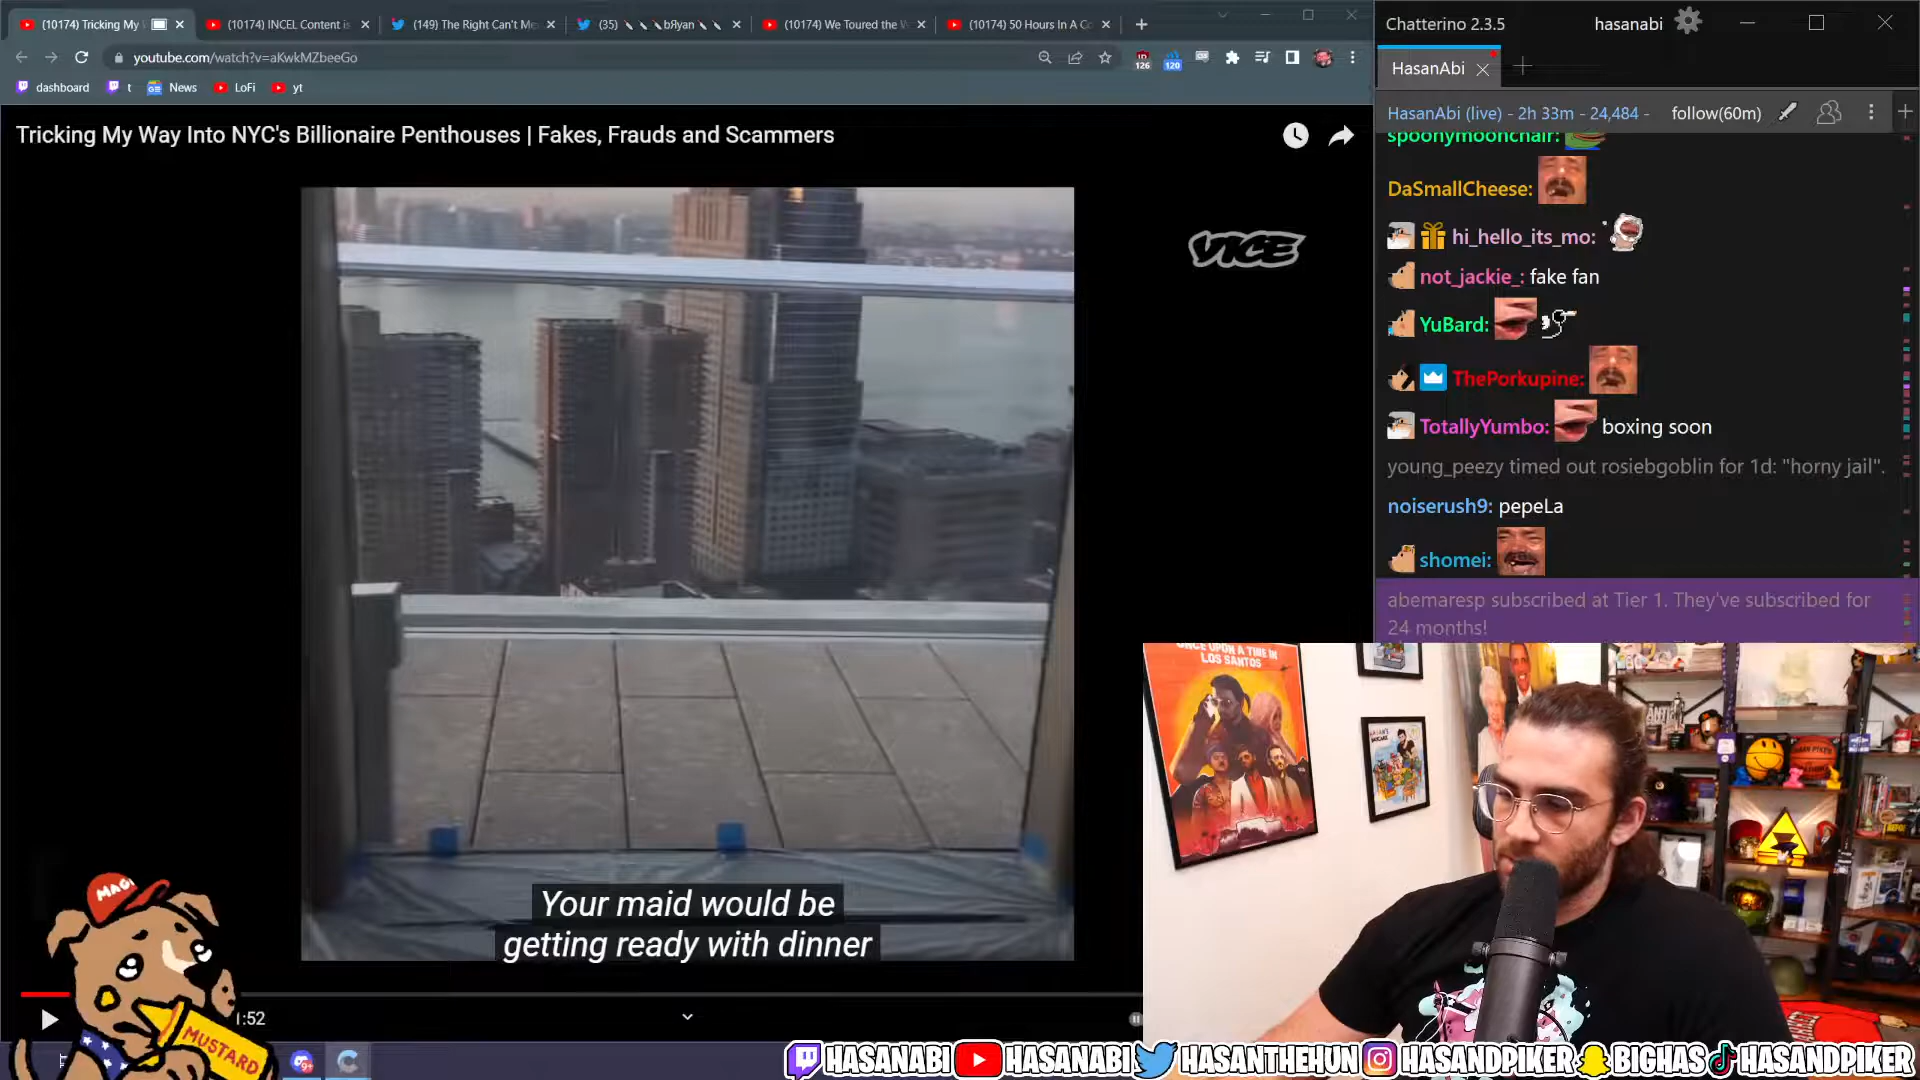 (10174) Tricking My
(10174) INCEL Content is
(149) The Right Can't Me
(35)
bЯyan
(10174) We Toured the
(10174) 50 Hours In A Co
youtube.com/watch?v=aKwkMZbeeGo
126
120
dashboard
t
News
LoFi
yt
Tricking My Way Into NYC's Billionaire Penthouses | Fakes, Frauds and Scammers
VICE
Your maid would be
getting ready with dinner
:52
MUSTARD
9+
Chatterino 2.3.5
hasanabi
HasanAbi
HasanAbi (live) - 2h 33m - 24,484 -
follow(60m)
spoonymoonchair:
DaSmallCheese:
hi_hello_its_mo:
not_jackie_: fake fan
YuBard:
ThePorkupine:
TotallyYumbo: boxing soon
young_peezy timed out rosiebgoblin for 1d: "horny jail".
noiserush9: pepeLa
shomei:
abemaresp subscribed at Tier 1. They've subscribed for
24 months!
ONCE UPON A TIME IN
LOS SANTOS
HASANABI
HASANABI
HASANTHEHUN
HASANDPIKER
BIGHAS
HASANDPIKER